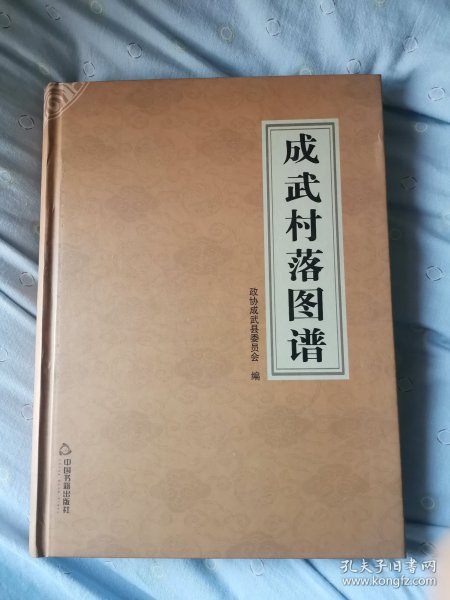 成武村落图谱
政协成武县委员会 编
中国书籍出版社
孔夫子旧书网
www.kongfz.com